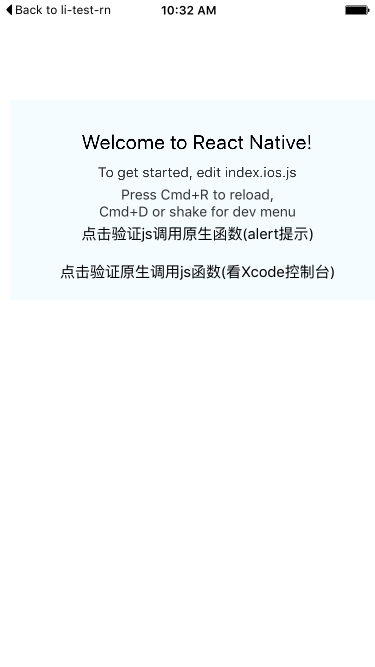 Back to li-test-rn 10:32 AM
Welcome to React Native!
To get started, edit index.ios.js
Press Cmd+R to reload,
Cmd+D or shake for dev menu
点击验证js调用原生函数(alert提示)
点击验证原生调用js函数(看Xcode控制台)